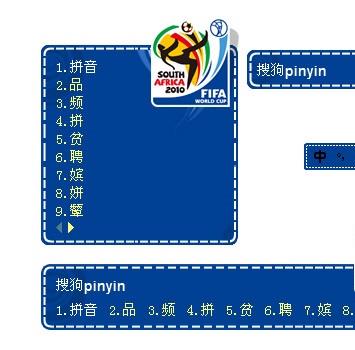 1.拼音
2.品
3.频
4.拼
5.贫
6.聘
7.嫔
8.姘
9.颦
SOUTH
AFRICA
2010
FIFA
WORLD CUP
搜狗pinyin
中
搜狗pinyin
1.拼音 2.品 3.频 4.拼 5.贫 6.聘 7.嫔 8.